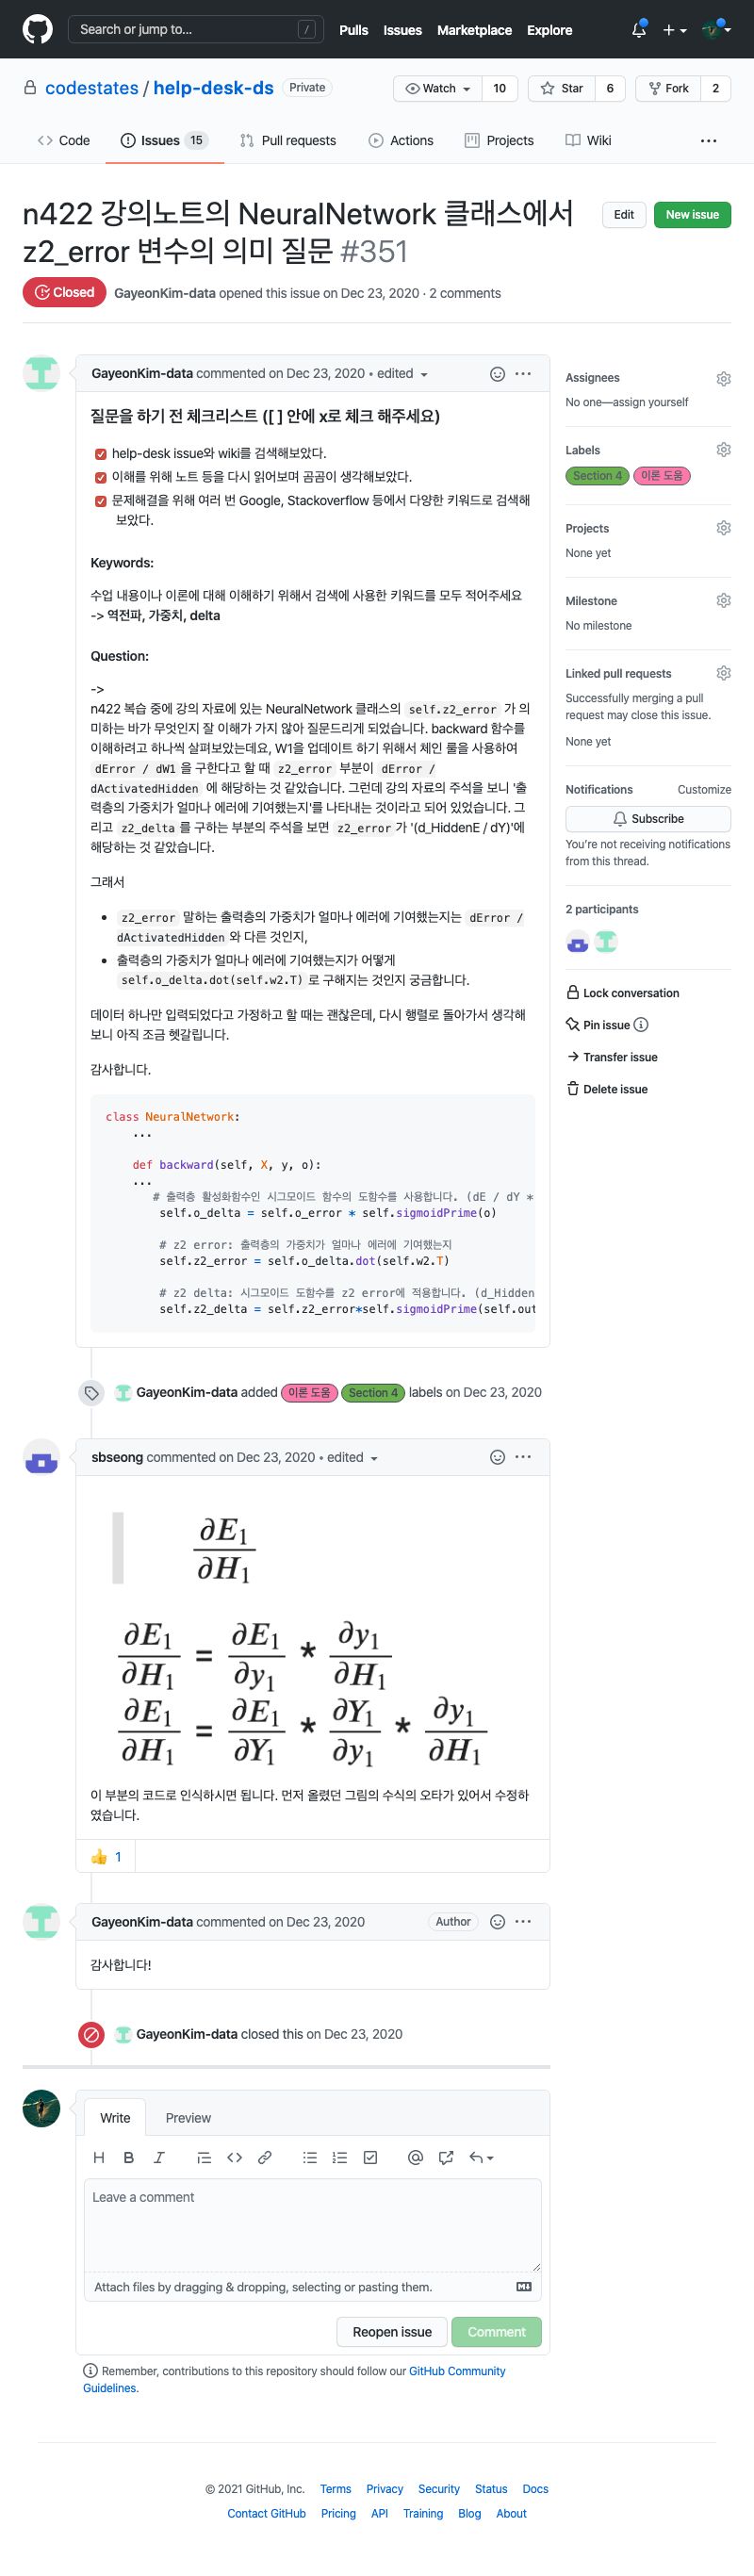 Search or jump to... /
Pulls Issues Marketplace Explore
codestates / help-desk-ds Private
Watch 10 Star 6 Fork 2
Code Issues 15 Pull requests Actions Projects Wiki
n422 강의노트의 NeuralNetwork 클래스에서
z2_error 변수의 의미 질문 #351
Edit New issue
Closed GayeonKim-data opened this issue on Dec 23, 2020 · 2 comments
GayeonKim-data commented on Dec 23, 2020 • edited
질문을 하기 전 체크리스트 ([ ] 안에 x로 체크 해주세요)
help-desk issue와 wiki를 검색해보았다.
이해를 위해 노트 등을 다시 읽어보며 곰곰이 생각해보았다.
문제해결을 위해 여러 번 Google, Stackoverflow 등에서 다양한 키워드로 검색해
보았다.
Keywords:
수업 내용이나 이론에 대해 이해하기 위해서 검색에 사용한 키워드를 모두 적어주세요
-> 역전파, 가중치, delta
Question:
->
n422 복습 중에 강의 자료에 있는 NeuralNetwork 클래스의 self.z2_error 가 의
미하는 바가 무엇인지 잘 이해가 가지 않아 질문드리게 되었습니다. backward 함수를
이해하려고 하나씩 살펴보았는데요, W1을 업데이트 하기 위해서 체인 룰을 사용하여
dError / dW1 을 구한다고 할 때 z2_error 부분이 dError /
dActivatedHidden 에 해당하는 것 같았습니다. 그런데 강의 자료의 주석을 보니 '출
력층의 가중치가 얼마나 에러에 기여했는지'를 나타내는 것이라고 되어 있었습니다. 그
리고 z2_delta 를 구하는 부분의 주석을 보면 z2_error 가 '(d_HiddenE / dY)'에
해당하는 것 같았습니다.
그래서
• z2_error 말하는 출력층의 가중치가 얼마나 에러에 기여했는지는 dError /
dActivatedHidden 와 다른 것인지,
• 출력층의 가중치가 얼마나 에러에 기여했는지가 어떻게
self.o_delta.dot(self.w2.T) 로 구해지는 것인지 궁금합니다.
데이터 하나만 입력되었다고 가정하고 할 때는 괜찮은데, 다시 행렬로 돌아가서 생각해
보니 아직 조금 헷갈립니다.
감사합니다.
class NeuralNetwork:
...
def backward(self, X, y, o):
...
# 출력층 활성화함수인 시그모이드 함수의 도함수를 사용합니다. (dE / dY *
self.o_delta = self.o_error * self.sigmoidPrime(o)
# z2 error: 출력층의 가중치가 얼마나 에러에 기여했는지
self.z2_error = self.o_delta.dot(self.w2.T)
# z2 delta: 시그모이드 도함수를 z2 error에 적용합니다. (d_Hidden
self.z2_delta = self.z2_error*self.sigmoidPrime(self.out
GayeonKim-data added 이론 도움 Section 4 labels on Dec 23, 2020
sbseong commented on Dec 23, 2020 • edited
∂E₁/∂H₁
∂E₁/∂H₁ = ∂E₁/∂y₁ * ∂y₁/∂H₁
∂E₁/∂H₁ = ∂E₁/∂Y₁ * ∂Y₁/∂y₁ * ∂y₁/∂H₁
이 부분의 코드로 인식하시면 됩니다. 먼저 올렸던 그림의 수식의 오타가 있어서 수정하
였습니다.
👍 1
GayeonKim-data commented on Dec 23, 2020 Author
감사합니다!
GayeonKim-data closed this on Dec 23, 2020
Write Preview
Leave a comment
Attach files by dragging & dropping, selecting or pasting them.
Reopen issue Comment
Remember, contributions to this repository should follow our GitHub Community
Guidelines.
Assignees
No one—assign yourself
Labels
Section 4 이론 도움
Projects
None yet
Milestone
No milestone
Linked pull requests
Successfully merging a pull
request may close this issue.
None yet
Notifications Customize
Subscribe
You're not receiving notifications
from this thread.
2 participants
Lock conversation
Pin issue
Transfer issue
Delete issue
© 2021 GitHub, Inc. Terms Privacy Security Status Docs
Contact GitHub Pricing API Training Blog About